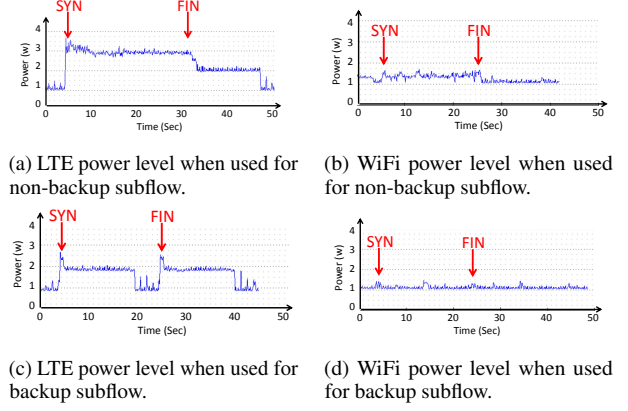 SYN FIN
Power (w)
4
3
2
1
0
0 10 20 30 40 50
Time (Sec)
(a) LTE power level when used for
non-backup subflow.
SYN FIN
Power (w)
4
3
2
1
0
0 10 20 30 40 50
Time (Sec)
(b) WiFi power level when used
for non-backup subflow.
SYN FIN
Power (w)
4
3
2
1
0
0 10 20 30 40 50
Time (Sec)
(c) LTE power level when used for
backup subflow.
SYN FIN
Power (w)
4
3
2
1
0
0 10 20 30 40 50
Time (Sec)
(d) WiFi power level when used
for backup subflow.